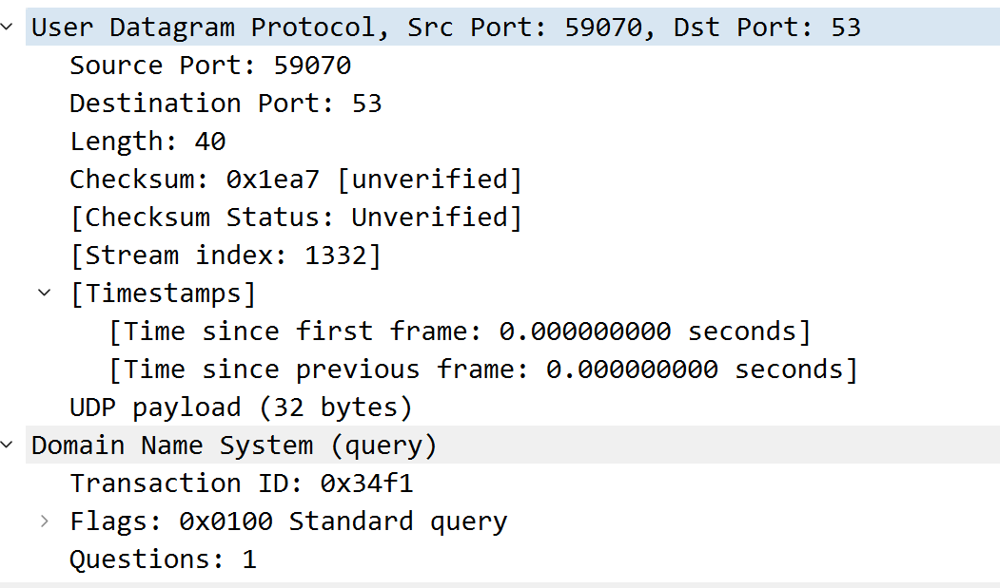 User Datagram Protocol, Src Port: 59070, Dst Port: 53
Source Port: 59070
Destination Port: 53
Length: 40
Checksum: 0x1ea7 [unverified]
[Checksum Status: Unverified]
[Stream index: 1332]
[Timestamps]
[Time since first frame: 0.000000000 seconds]
[Time since previous frame: 0.000000000 seconds]
UDP payload (32 bytes)
Domain Name System (query)
Transaction ID: 0x34f1
Flags: 0x0100 Standard query
Questions: 1